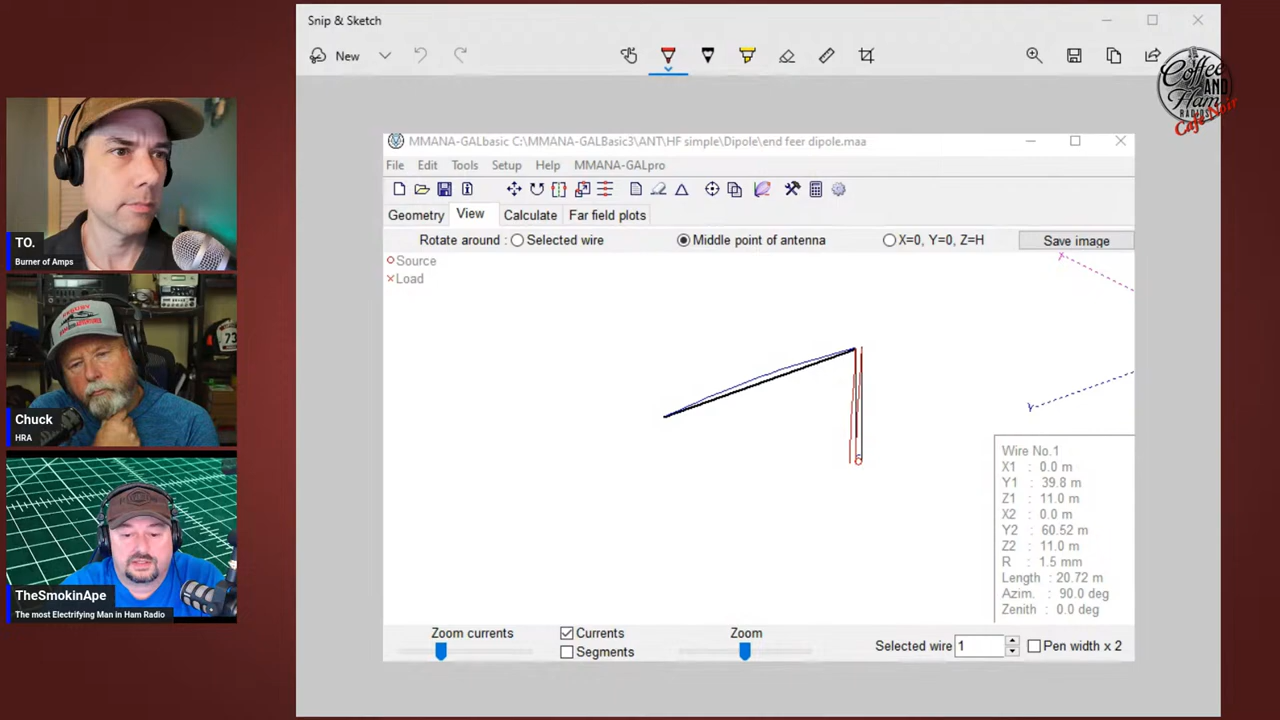 Snip & Sketch
New
Coffee
AND
Ham
RADIOS
Café Noir
MMANA-GALbasic C:\MMANA-GALBasic3\ANT\HF simple\Dipole\end feer dipole.maa
File Edit Tools Setup Help MMANA-GALpro
Geometry View Calculate Far field plots
Rotate around : Selected wire Middle point of antenna X=0, Y=0, Z=H Save image
Source
Load
X
Y
Wire No.1
X1 : 0.0 m
Y1 : 39.8 m
Z1 : 11.0 m
X2 : 0.0 m
Y2 : 60.52 m
Z2 : 11.0 m
R : 1.5 mm
Length : 20.72 m
Azim. : 90.0 deg
Zenith : 0.0 deg
Zoom currents Currents Zoom
Segments
Selected wire 1 Pen width x 2
TO.
Burner of Amps
73
Chuck
HRA
TheSmokinApe
The most Electrifying Man in Ham Radio